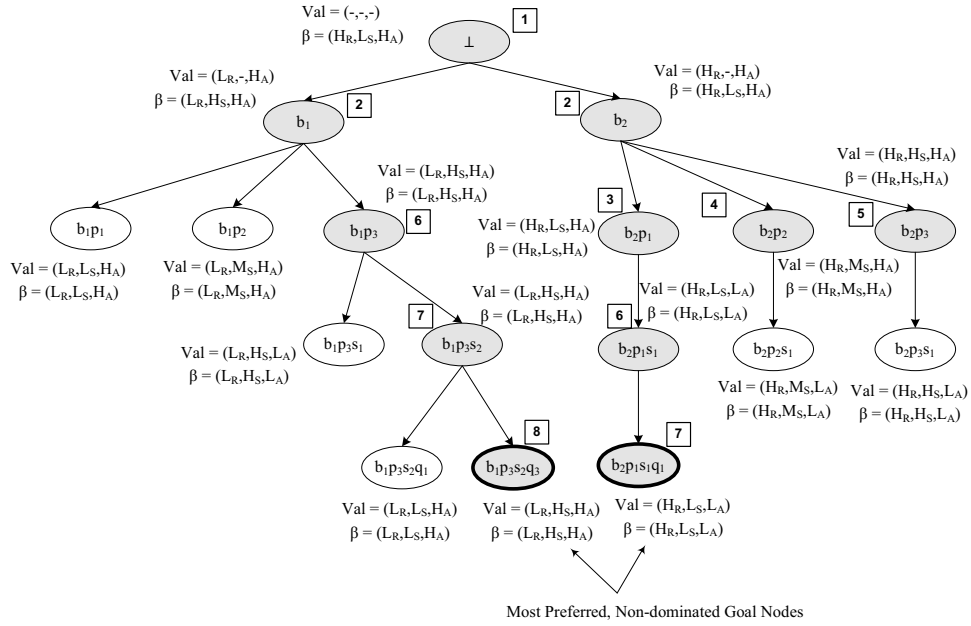 Val = (-,-,-)
β = (H_R,L_S,H_A)
1
⊥
Val = (L_R,-,H_A)
β = (L_R,H_S,H_A)
2
b_1
2
b_2
Val = (H_R,-,H_A)
β = (H_R,L_S,H_A)
Val = (L_R,H_S,H_A)
β = (L_R,H_S,H_A)
Val = (H_R,H_S,H_A)
β = (H_R,H_S,H_A)
b_1p_1
b_1p_2
b_1p_3
6
3
b_2p_1
4
b_2p_2
5
b_2p_3
Val = (L_R,L_S,H_A)
β = (L_R,L_S,H_A)
Val = (L_R,M_S,H_A)
β = (L_R,M_S,H_A)
Val = (H_R,L_S,H_A)
β = (H_R,L_S,H_A)
Val = (H_R,M_S,H_A)
β = (H_R,M_S,H_A)
Val = (L_R,H_S,H_A)
β = (L_R,H_S,H_A)
Val = (H_R,L_S,L_A)
β = (H_R,L_S,L_A)
Val = (L_R,H_S,L_A)
β = (L_R,H_S,L_A)
b_1p_3s_1
7
b_1p_3s_2
6
b_2p_1s_1
b_2p_2s_1
b_2p_3s_1
Val = (H_R,M_S,L_A)
β = (H_R,M_S,L_A)
Val = (H_R,H_S,L_A)
β = (H_R,H_S,L_A)
b_1p_3s_2q_1
8
b_1p_3s_2q_3
7
b_2p_1s_1q_1
Val = (L_R,L_S,H_A)
β = (L_R,L_S,H_A)
Val = (L_R,H_S,H_A)
β = (L_R,H_S,H_A)
Val = (H_R,L_S,L_A)
β = (H_R,L_S,L_A)
Most Preferred, Non-dominated Goal Nodes